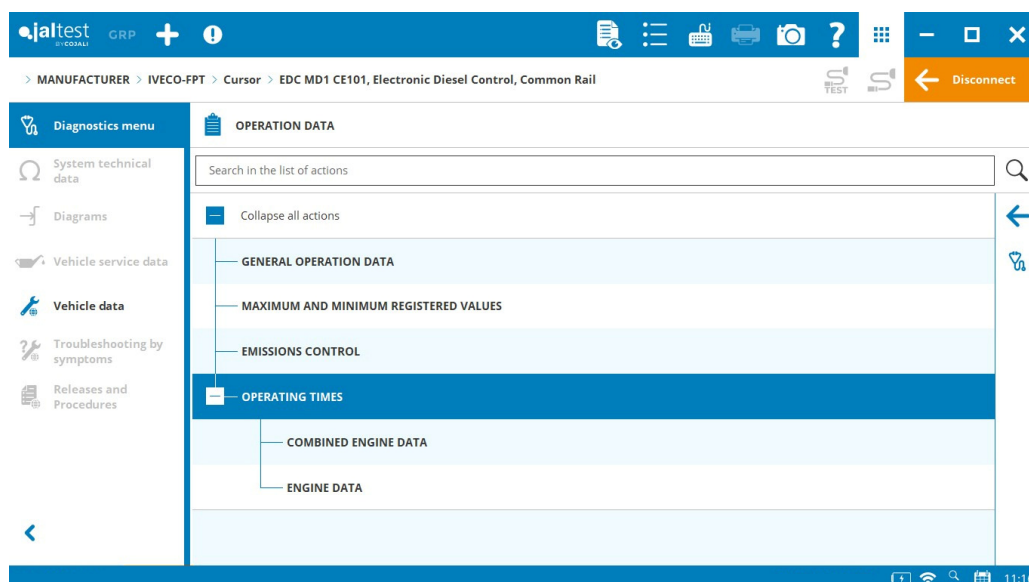 jaltest GRP
BY COJALI
> MANUFACTURER > IVECO-FPT > Cursor > EDC MD1 CE101, Electronic Diesel Control, Common Rail
TEST
Disconnect
Diagnostics menu
System technical
data
Diagrams
Vehicle service data
Vehicle data
Troubleshooting by
symptoms
Releases and
Procedures
OPERATION DATA
Search in the list of actions
Collapse all actions
GENERAL OPERATION DATA
MAXIMUM AND MINIMUM REGISTERED VALUES
EMISSIONS CONTROL
OPERATING TIMES
COMBINED ENGINE DATA
ENGINE DATA